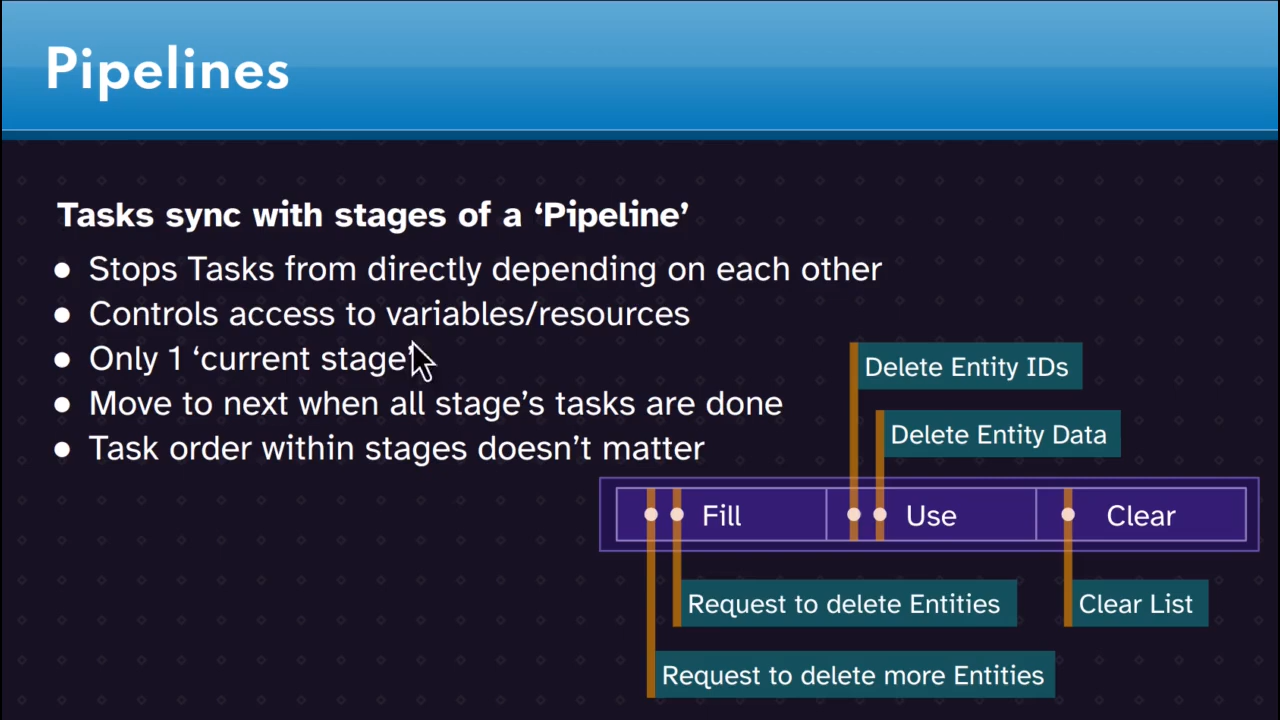 Pipelines
Tasks sync with stages of a ‘Pipeline’
● Stops Tasks from directly depending on each other
● Controls access to variables/resources
● Only 1 ‘current stage’
● Move to next when all stage’s tasks are done
● Task order within stages doesn’t matter
Delete Entity IDs
Delete Entity Data
Fill
Use
Clear
Request to delete Entities
Clear List
Request to delete more Entities